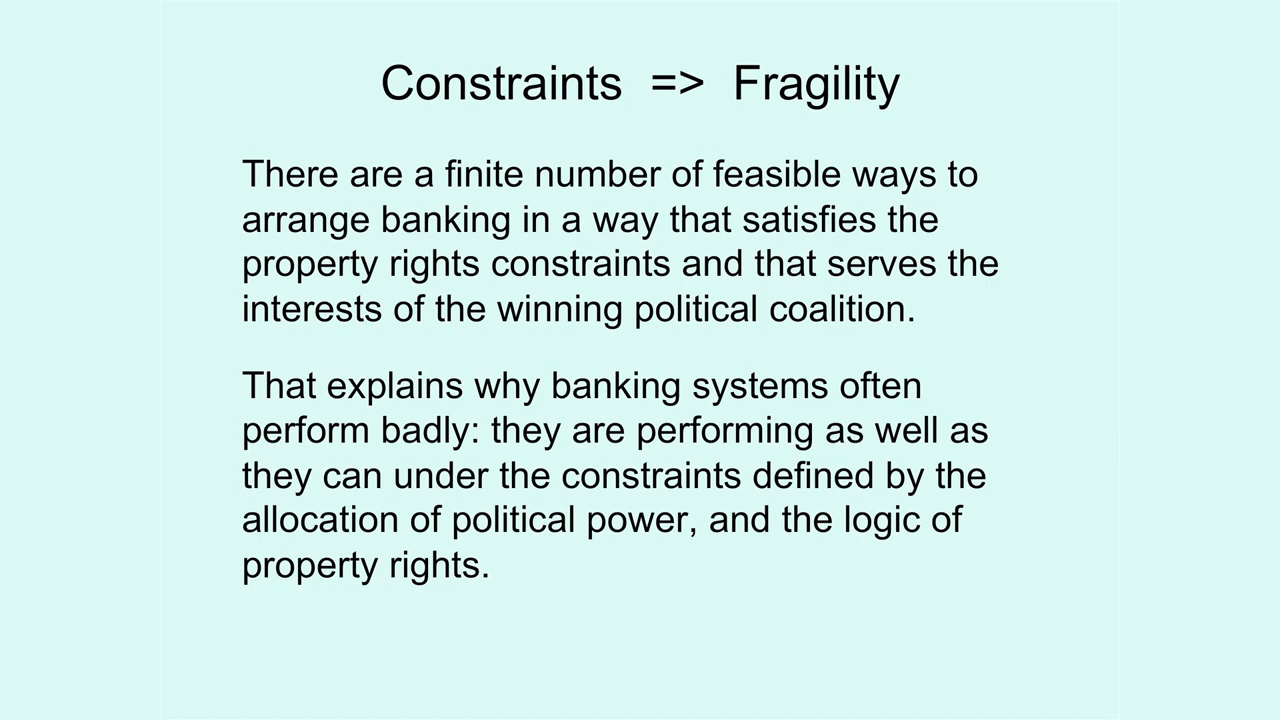 Constraints => Fragility
There are a finite number of feasible ways to
arrange banking in a way that satisfies the
property rights constraints and that serves the
interests of the winning political coalition.
That explains why banking systems often
perform badly: they are performing as well as
they can under the constraints defined by the
allocation of political power, and the logic of
property rights.